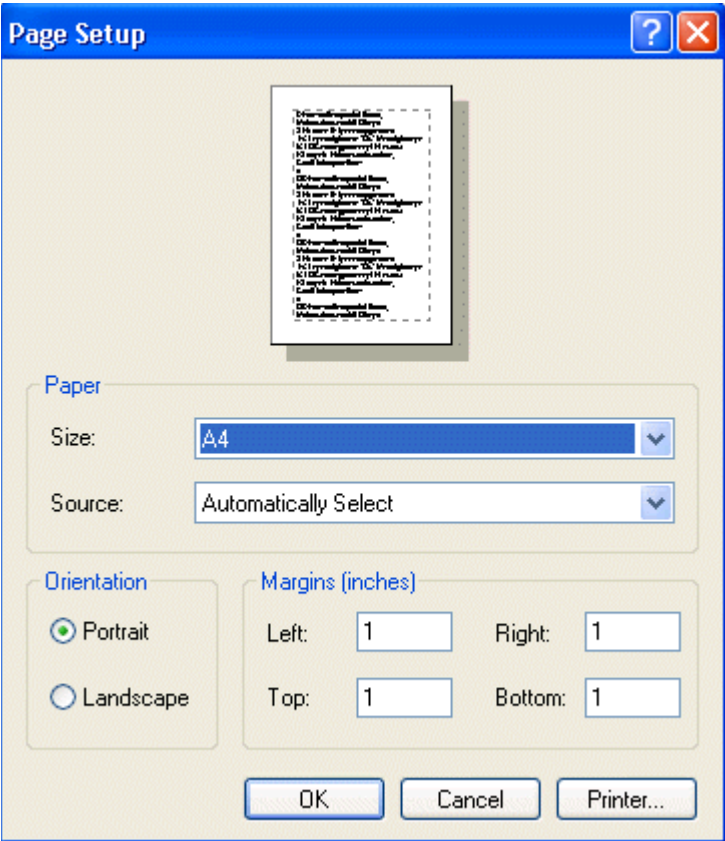 Page Setup
Paper
Size: A4
Source: Automatically Select
Orientation
Portrait
Landscape
Margins (inches)
Left: 1 Right: 1
Top: 1 Bottom: 1
OK Cancel Printer...